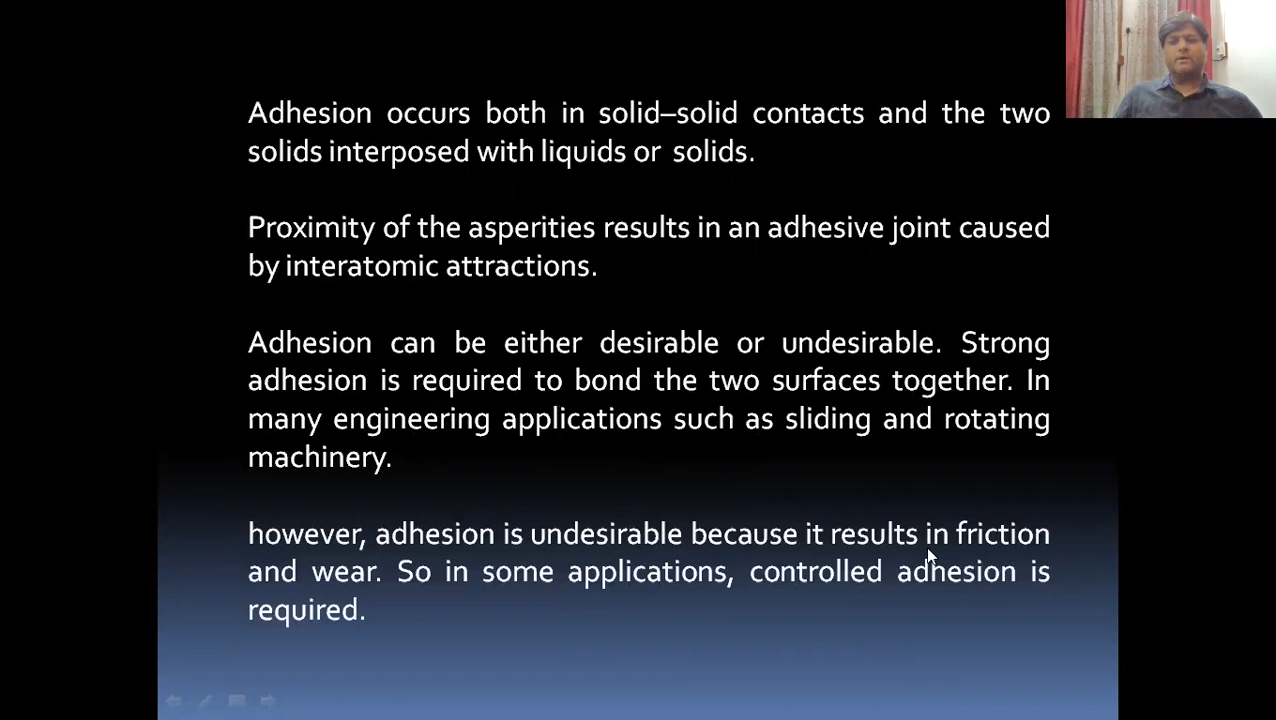 Adhesion occurs both in solid–solid contacts and the two
solids interposed with liquids or solids.
Proximity of the asperities results in an adhesive joint caused
by interatomic attractions.
Adhesion can be either desirable or undesirable. Strong
adhesion is required to bond the two surfaces together. In
many engineering applications such as sliding and rotating
machinery.
however, adhesion is undesirable because it results in friction
and wear. So in some applications, controlled adhesion is
required.